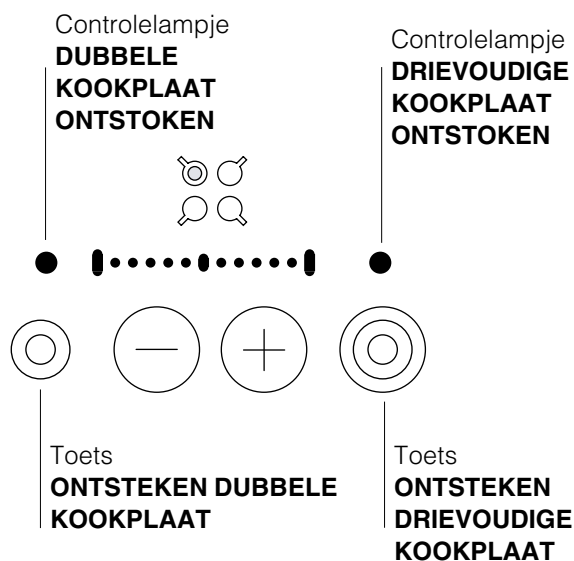 Controlelampje
DUBBELE
KOOKPLAAT
ONTSTOKEN
Controlelampje
DRIEVOUDIGE
KOOKPLAAT
ONTSTOKEN
Toets
ONTSTEKEN DUBBELE
KOOKPLAAT
Toets
ONTSTEKEN
DRIEVOUDIGE
KOOKPLAAT